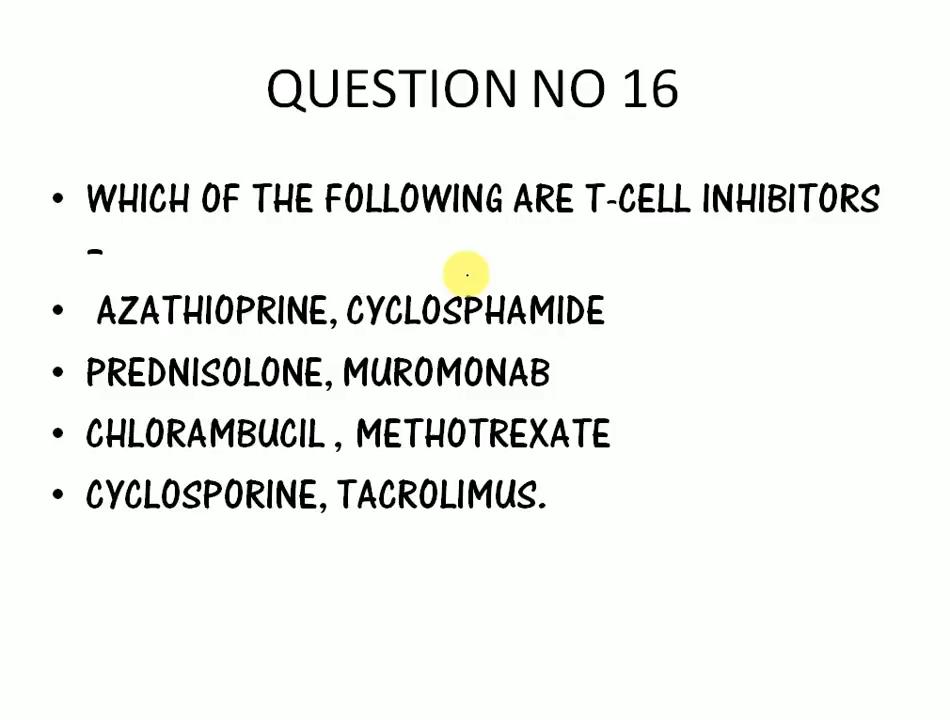 QUESTION NO 16
• WHICH OF THE FOLLOWING ARE T-CELL INHIBITORS
–
• AZATHIOPRINE, CYCLOSPHAMIDE
• PREDNISOLONE, MUROMONAB
• CHLORAMBUCIL , METHOTREXATE
• CYCLOSPORINE, TACROLIMUS.